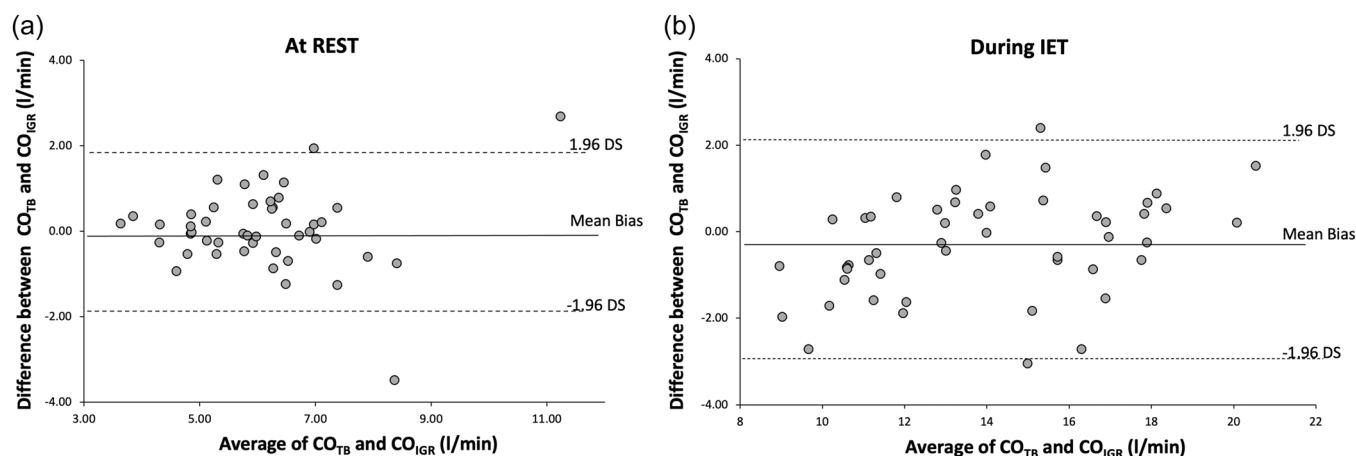 (a)
At REST
Difference between CO_TB and CO_IGR (l/min)
4.00
2.00
0.00
-2.00
-4.00
1.96 DS
Mean Bias
-1.96 DS
3.00 5.00 7.00 9.00 11.00
Average of CO_TB and CO_IGR (l/min)
(b)
During IET
Difference between CO_TB and CO_IGR (l/min)
4.00
2.00
0.00
-2.00
-4.00
1.96 DS
Mean Bias
-1.96 DS
8 10 12 14 16 18 20 22
Average of CO_TB and CO_IGR (l/min)